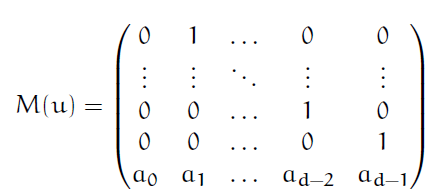 0 1 … 0 0
⋮ ⋮ ⋱ ⋮ ⋮
M(u) = 0 0 … 1 0
0 0 … 0 1
a₀ a₁ … a_{d−2} a_{d−1}